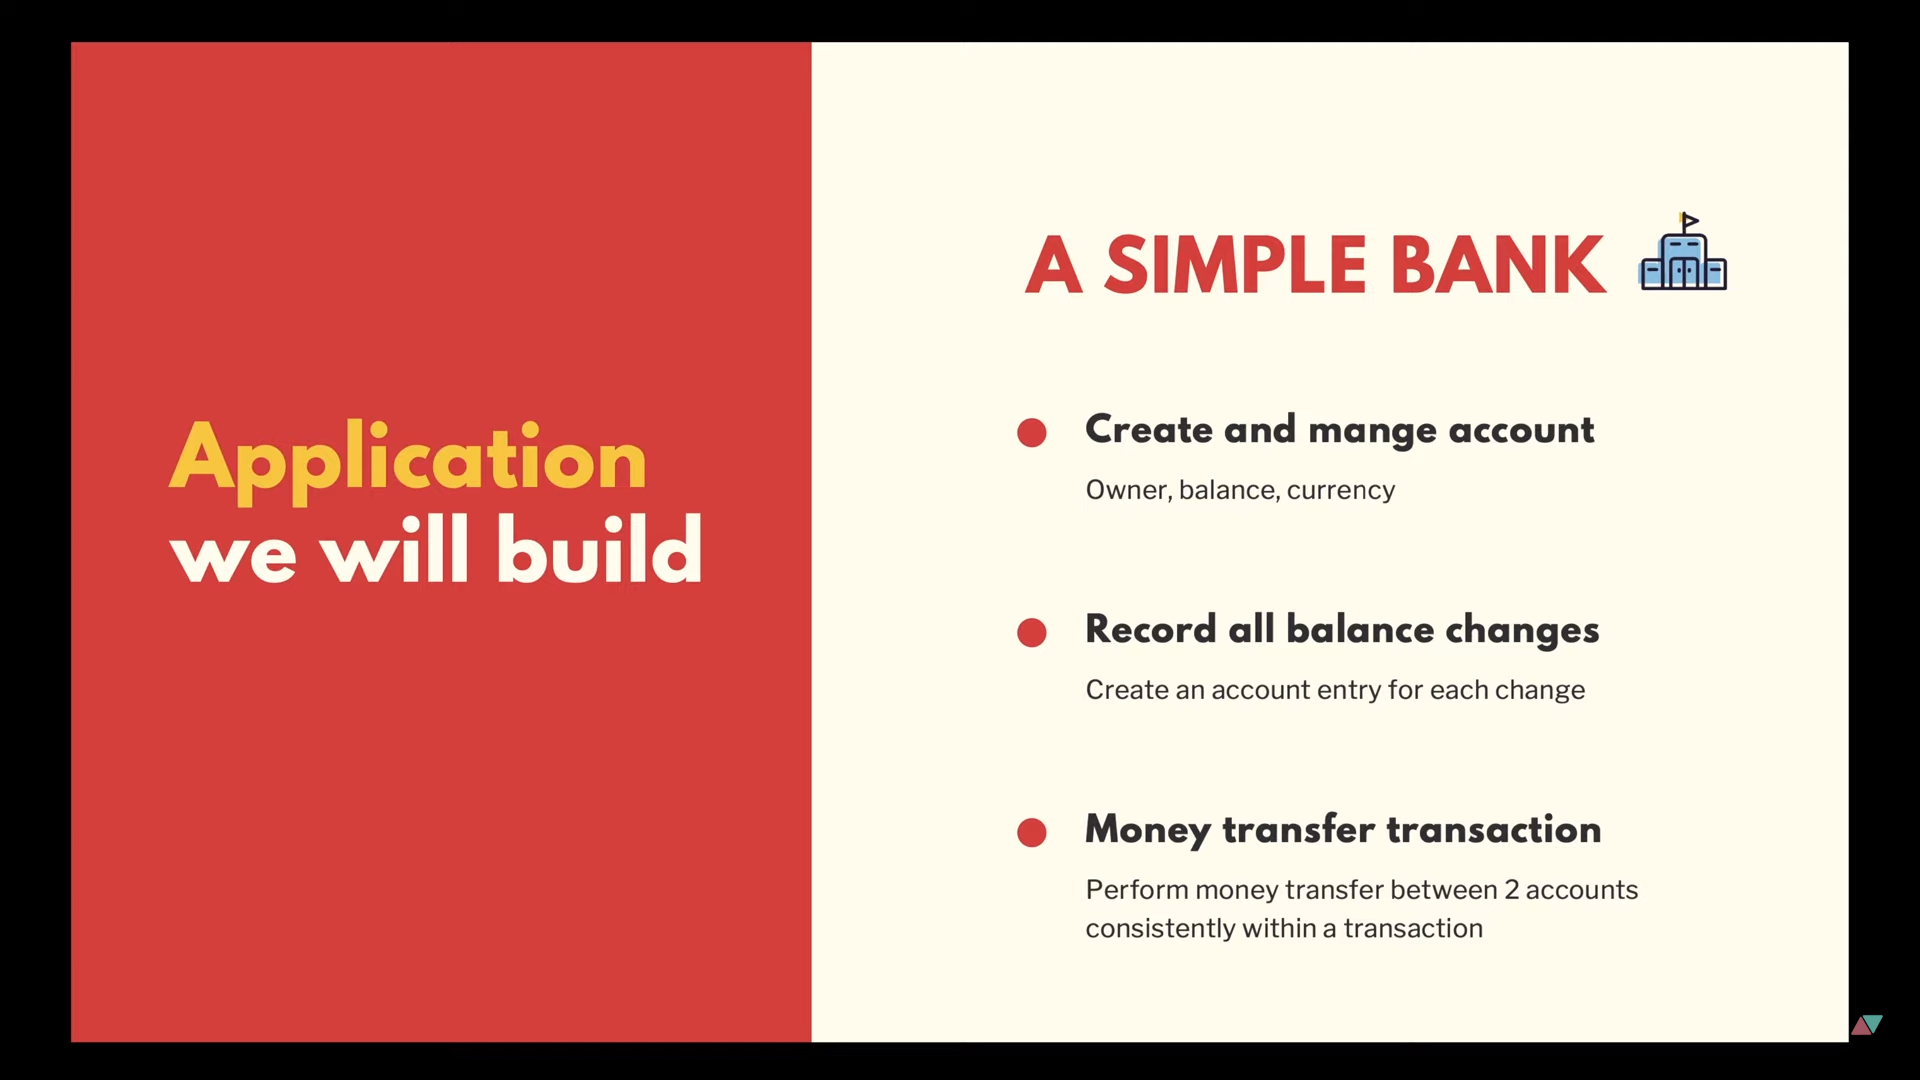 Application
we will build
A SIMPLE BANK
Create and mange account
Owner, balance, currency
Record all balance changes
Create an account entry for each change
Money transfer transaction
Perform money transfer between 2 accounts
consistently within a transaction